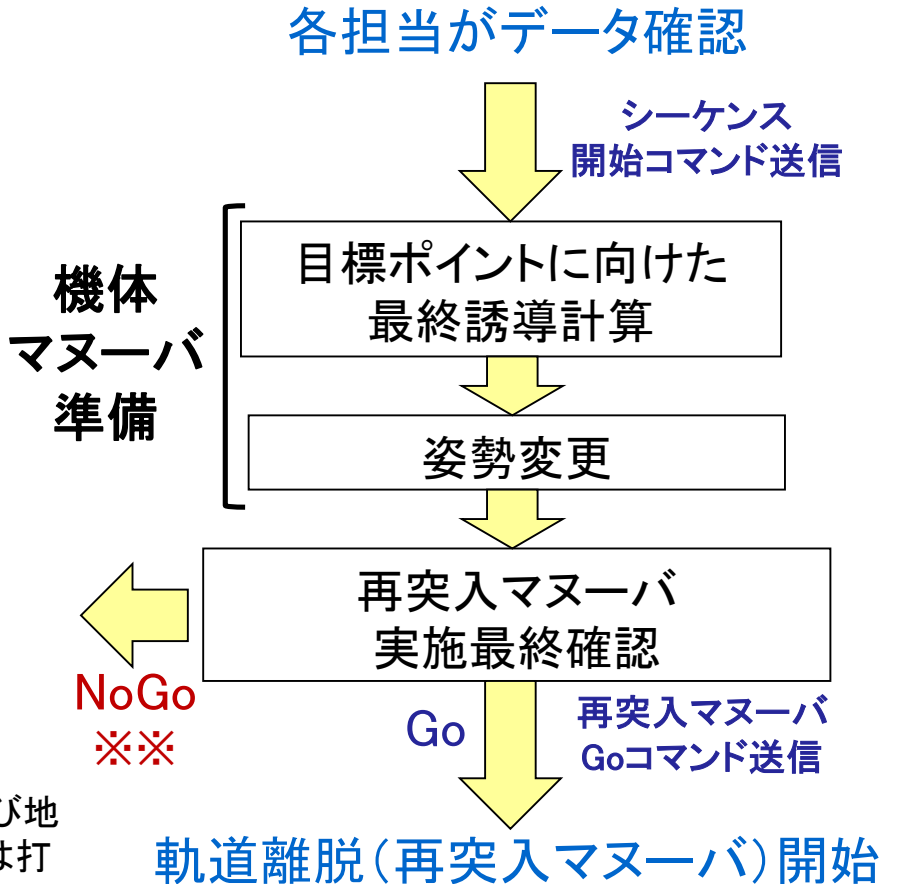 各担当がデータ確認
シーケンス
開始コマンド送信
機体
マヌーバ
準備
目標ポイントに向けた
最終誘導計算
姿勢変更
再突入マヌーバ
実施最終確認
NoGo
※※
Go
再突入マヌーバ
Goコマンド送信
び地
は打
軌道離脱（再突入マヌーバ）開始